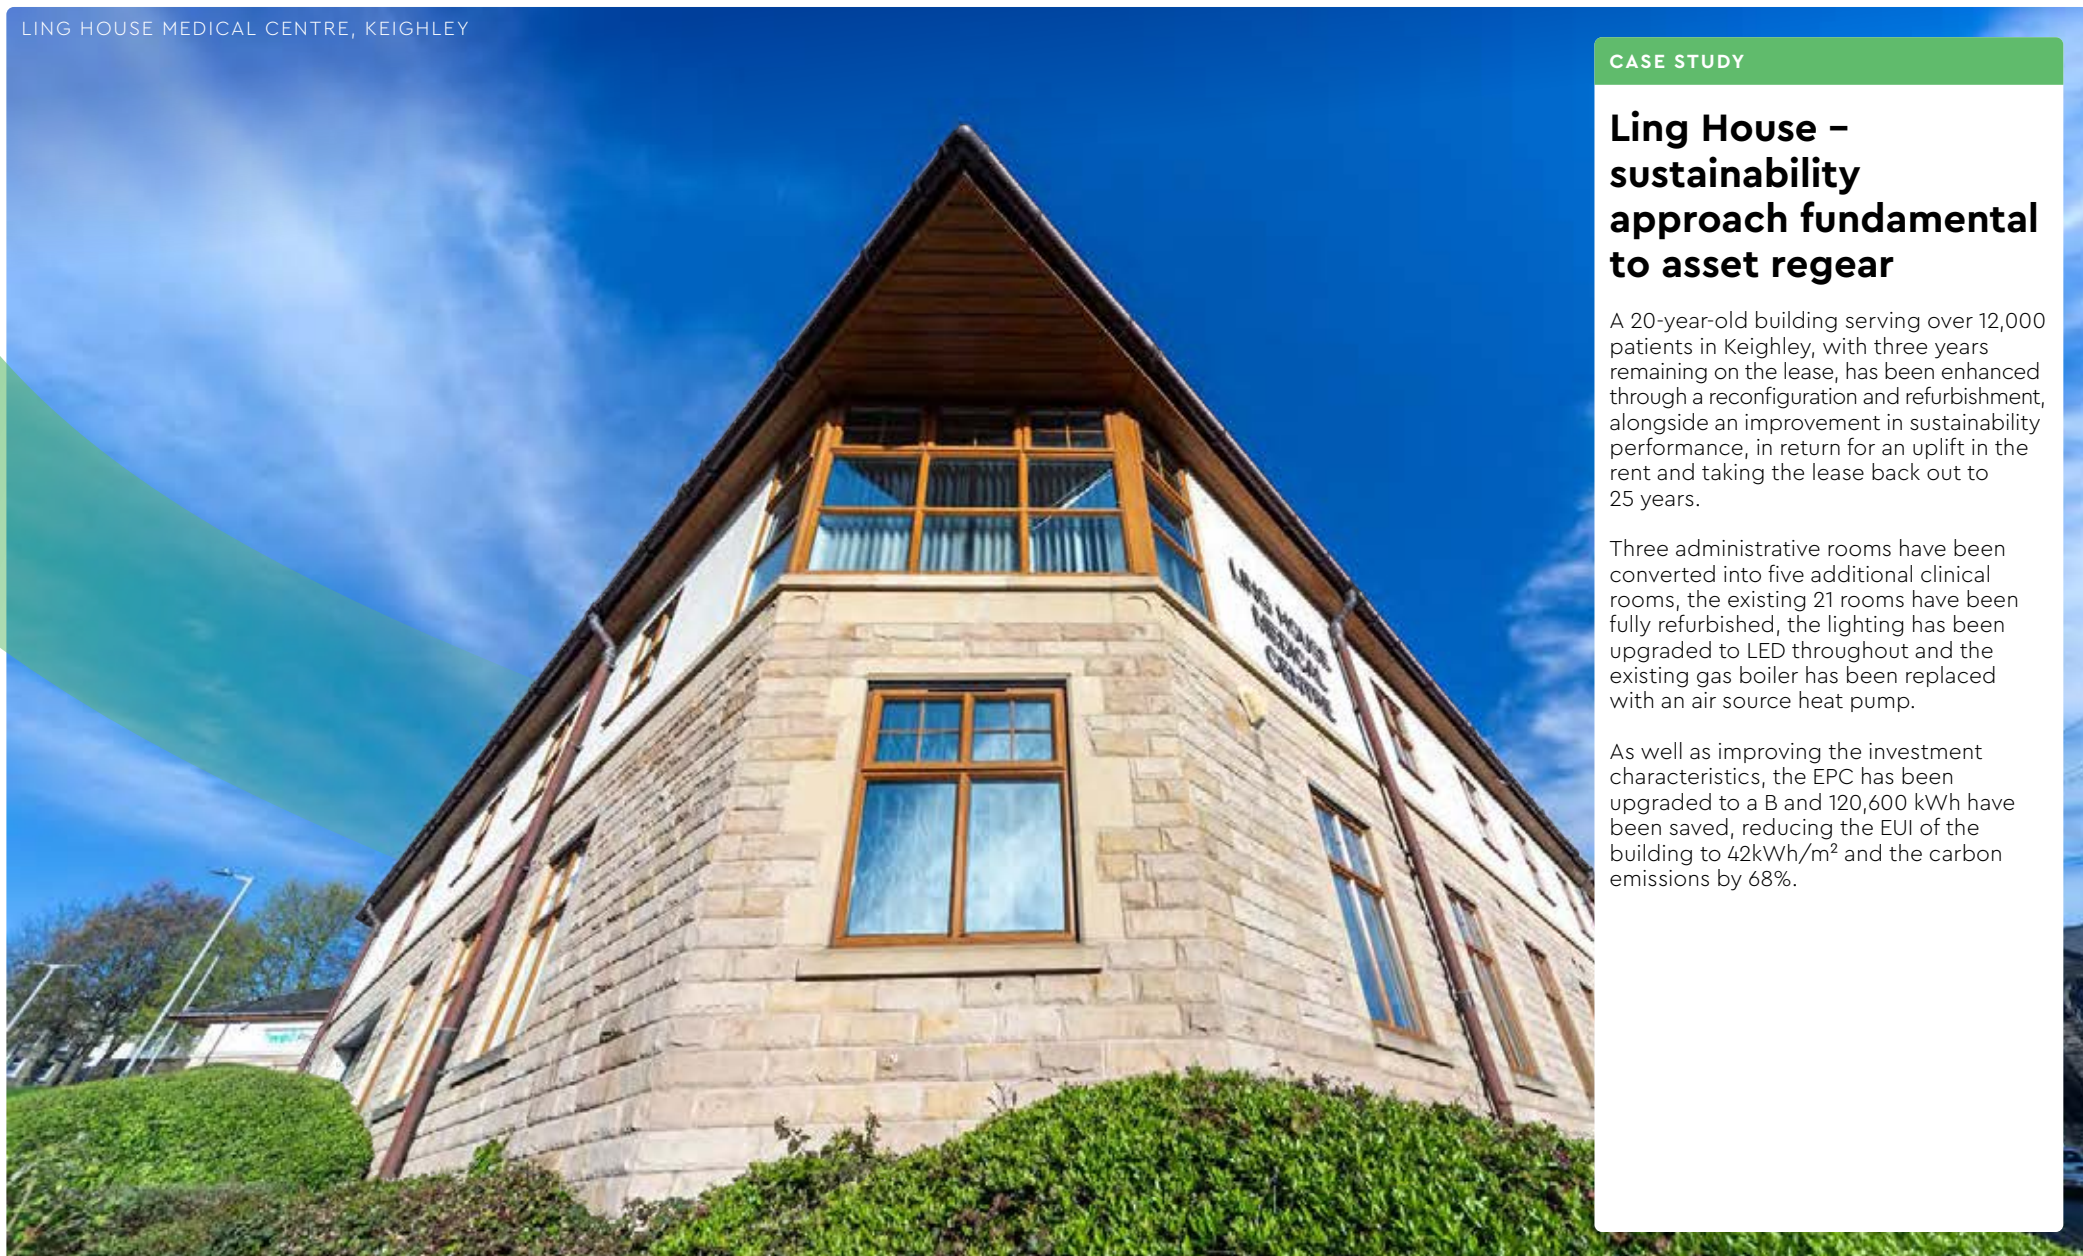 LING HOUSE MEDICAL CENTRE, KEIGHLEY
CASE STUDY
Ling House –
sustainability
approach fundamental
to asset regear
A 20-year-old building serving over 12,000
patients in Keighley, with three years
remaining on the lease, has been enhanced
through a reconfiguration and refurbishment,
alongside an improvement in sustainability
performance, in return for an uplift in the
rent and taking the lease back out to
25 years.
Three administrative rooms have been
converted into five additional clinical
rooms, the existing 21 rooms have been
fully refurbished, the lighting has been
upgraded to LED throughout and the
existing gas boiler has been replaced
with an air source heat pump.
As well as improving the investment
characteristics, the EPC has been
upgraded to a B and 120,600 kWh have
been saved, reducing the EUI of the
building to 42kWh/m² and the carbon
emissions by 68%.
LING HOUSE
MEDICAL
CENTRE